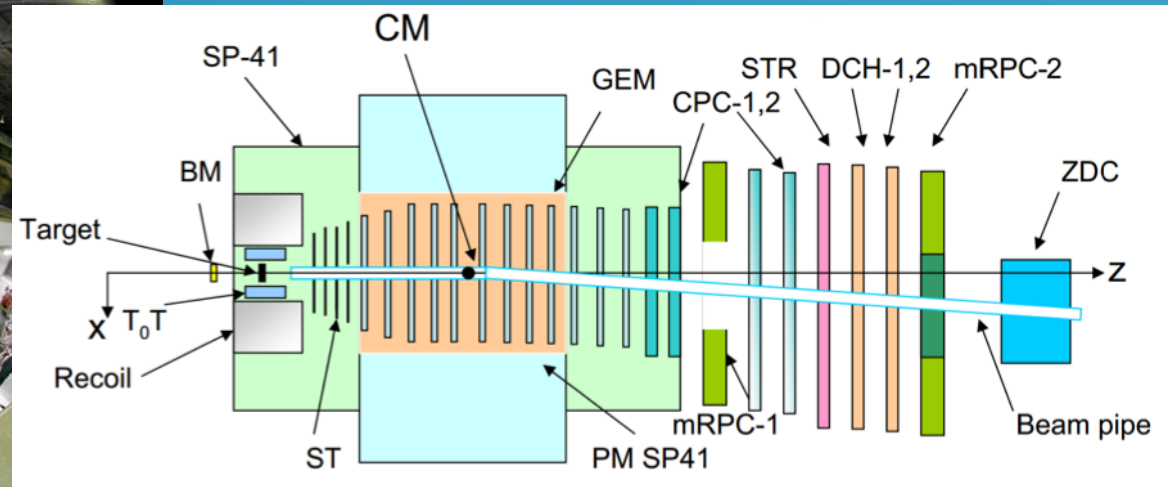 CM
SP-41
GEM
STR
DCH-1,2
mRPC-2
CPC-1,2
BM
ZDC
Target
Z
X
T₀T
Recoil
mRPC-1
Beam pipe
ST
PM SP41